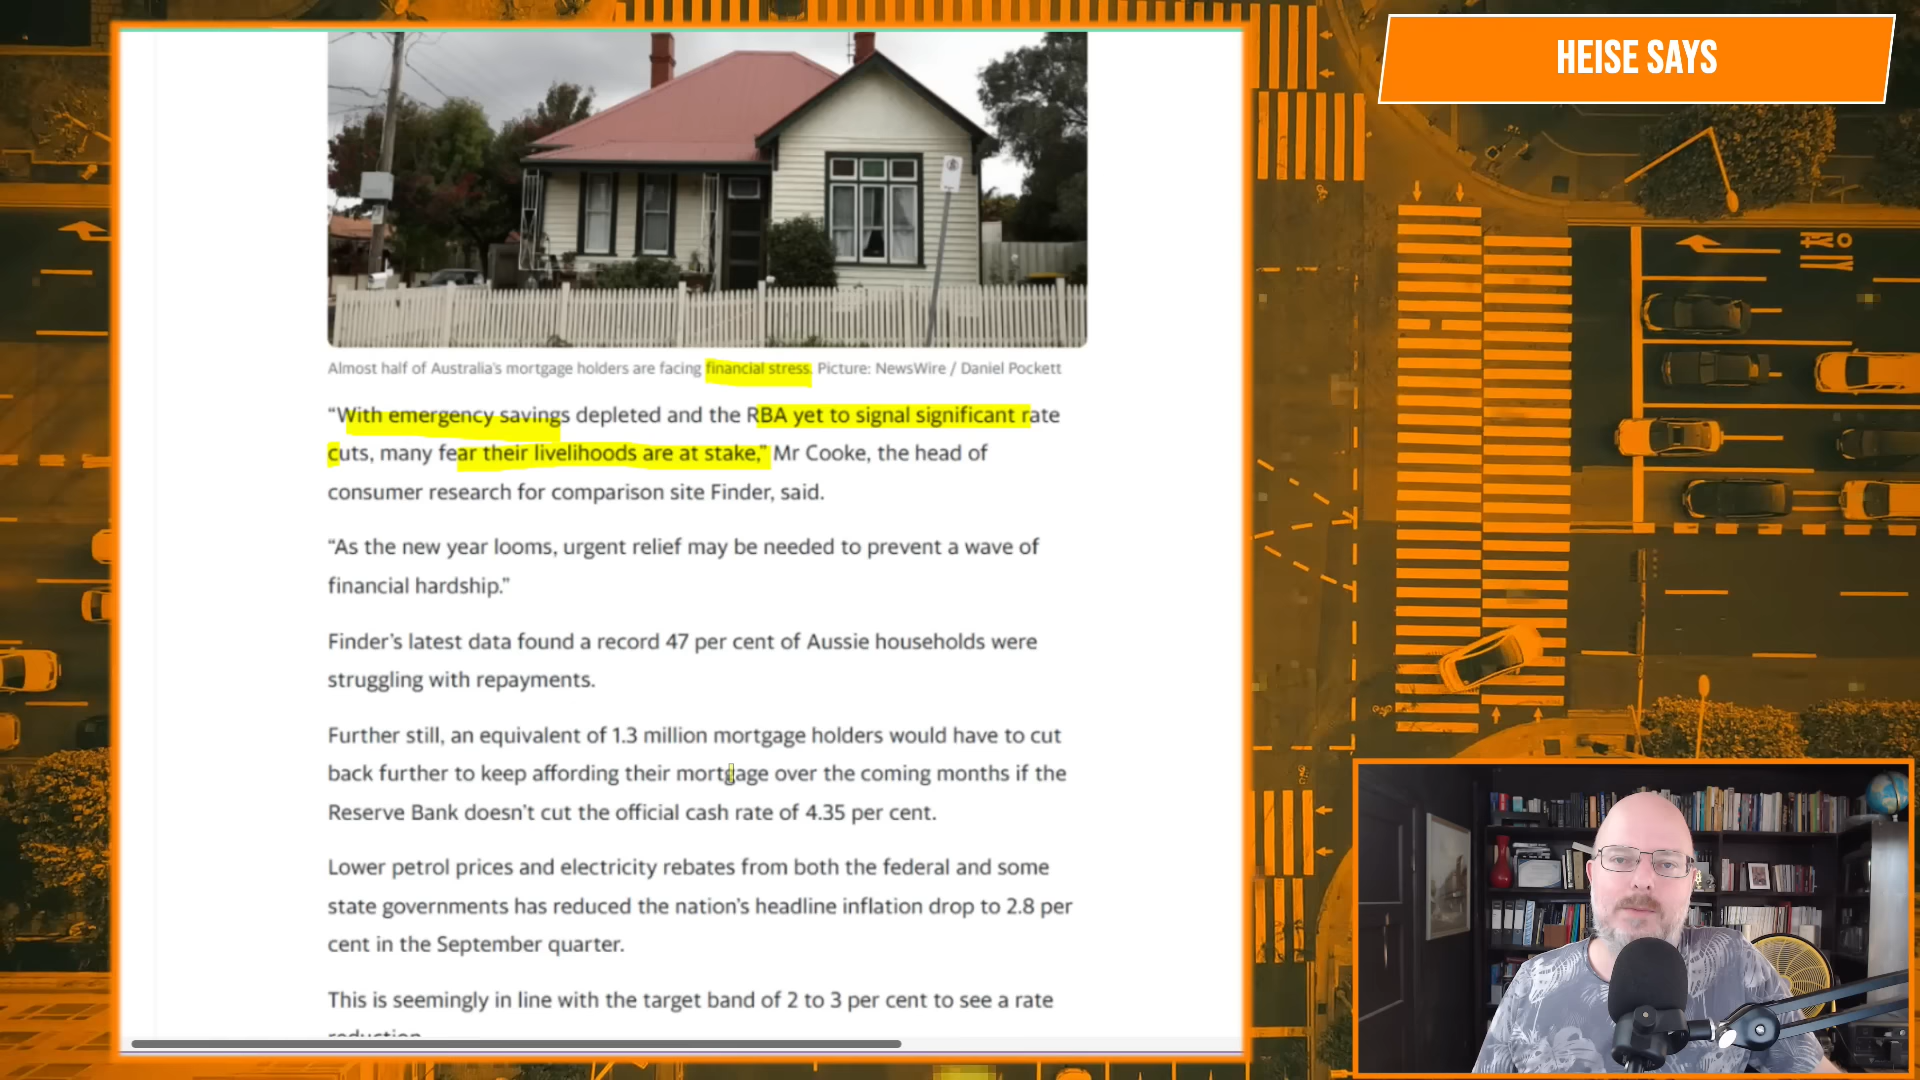 HEISE SAYS
Almost half of Australia's mortgage holders are facing financial stress. Picture: NewsWire / Daniel Pockett
“With emergency savings depleted and the RBA yet to signal significant rate
cuts, many fear their livelihoods are at stake,” Mr Cooke, the head of
consumer research for comparison site Finder, said.
“As the new year looms, urgent relief may be needed to prevent a wave of
financial hardship.”
Finder’s latest data found a record 47 per cent of Aussie households were
struggling with repayments.
Further still, an equivalent of 1.3 million mortgage holders would have to cut
back further to keep affording their mortgage over the coming months if the
Reserve Bank doesn’t cut the official cash rate of 4.35 per cent.
Lower petrol prices and electricity rebates from both the federal and some
state governments has reduced the nation’s headline inflation drop to 2.8 per
cent in the September quarter.
This is seemingly in line with the target band of 2 to 3 per cent to see a rate
reduction